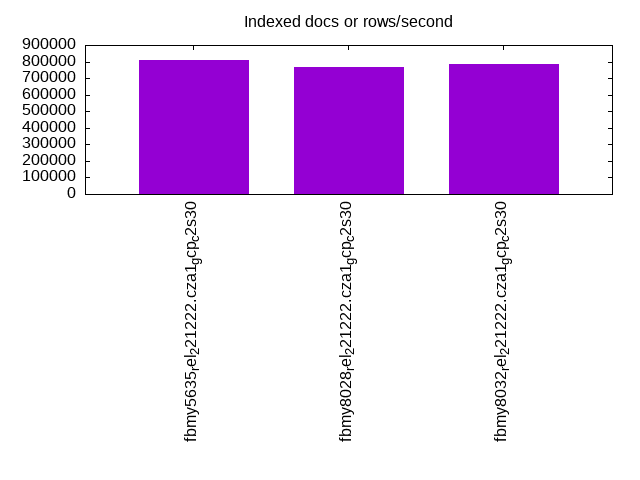 Indexed docs or rows/second
900000
800000
700000
600000
500000
400000
300000
200000
100000
0
fbmy5635rel221222.cza1gcpc2s30
fbmy8028rel221222.cza1gcpc2s30
fbmy8032rel221222.cza1gcpc2s30